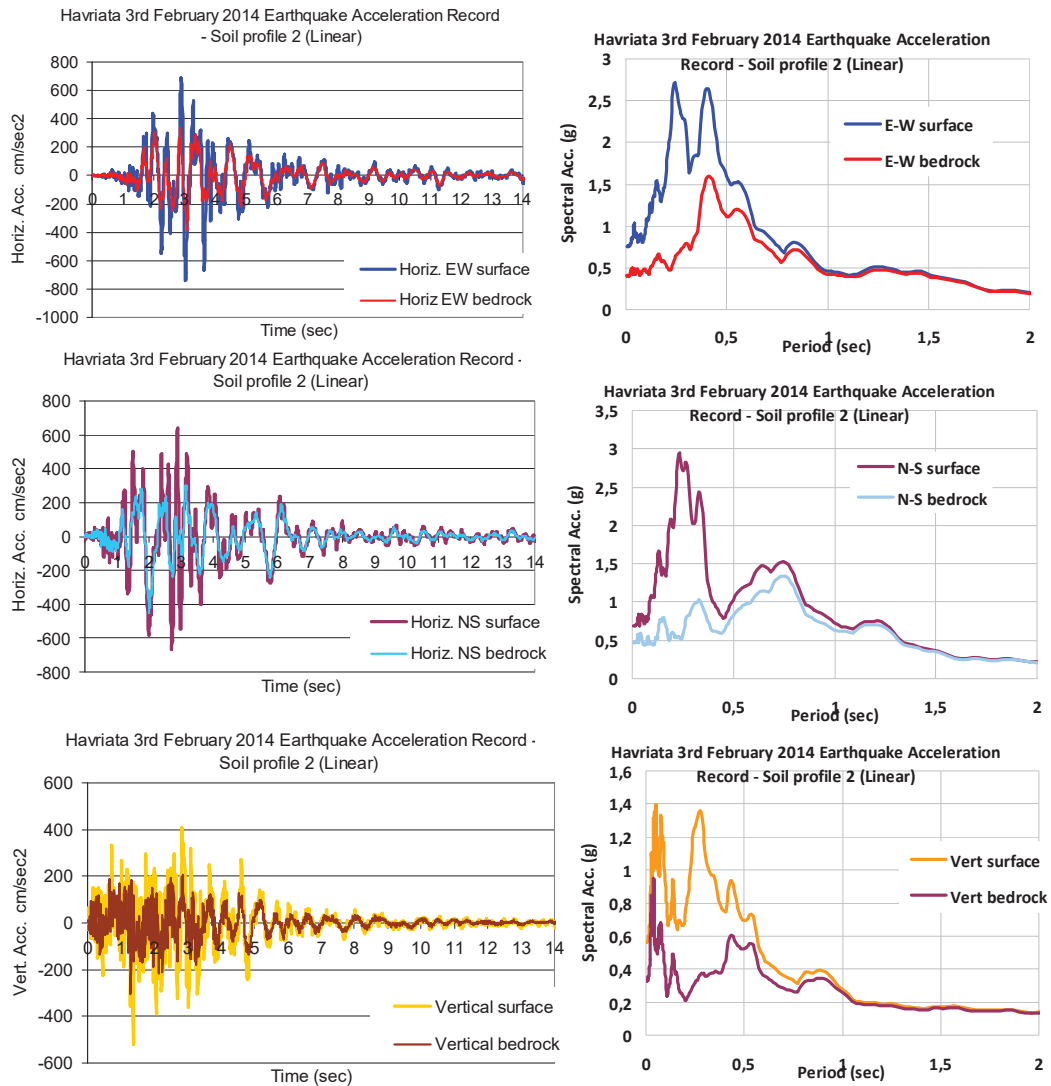 Havriata 3rd February 2014 Earthquake Acceleration Record
- Soil profile 2 (Linear)
800
600
400
200
0
-200
-400
-600
-800
-1000
0 1 2 3 4 5 6 7 8 9 10 11 12 13 14
Horiz. Acc. cm/sec2
Horiz. EW surface
Horiz EW bedrock
Time (sec)
Havriata 3rd February 2014 Earthquake Acceleration
Record - Soil profile 2 (Linear)
3
2,5
2
1,5
1
0,5
0
0 0,5 1 1,5 2
Spectral Acc. (g)
E-W surface
E-W bedrock
Period (sec)
Havriata 3rd February 2014 Earthquake Acceleration Record -
Soil profile 2 (Linear)
800
600
400
200
0
-200
-400
-600
-800
0 1 2 3 4 5 6 7 8 9 10 11 12 13 14
Horiz. Acc. cm/sec2
Horiz. NS surface
Horiz. NS bedrock
Time (sec)
Havriata 3rd February 2014 Earthquake Acceleration
Record - Soil profile 2 (Linear)
3,5
3
2,5
2
1,5
1
0,5
0
0 0,5 1 1,5 2
Spectral Acc. (g)
N-S surface
N-S bedrock
Period (sec)
Havriata 3rd February 2014 Earthquake Acceleration Record -
Soil profile 2 (Linear)
600
400
200
0
-200
-400
-600
0 1 2 3 4 5 6 7 8 9 10 11 12 13 14
Vert. Acc. cm/sec2
Vertical surface
Vertical bedrock
Time (sec)
Havriata 3rd February 2014 Earthquake Acceleration
Record - Soil profile 2 (Linear)
1,6
1,4
1,2
1
0,8
0,6
0,4
0,2
0
0 0,5 1 1,5 2
Spectral Acc. (g)
Vert surface
Vert bedrock
Period (sec)